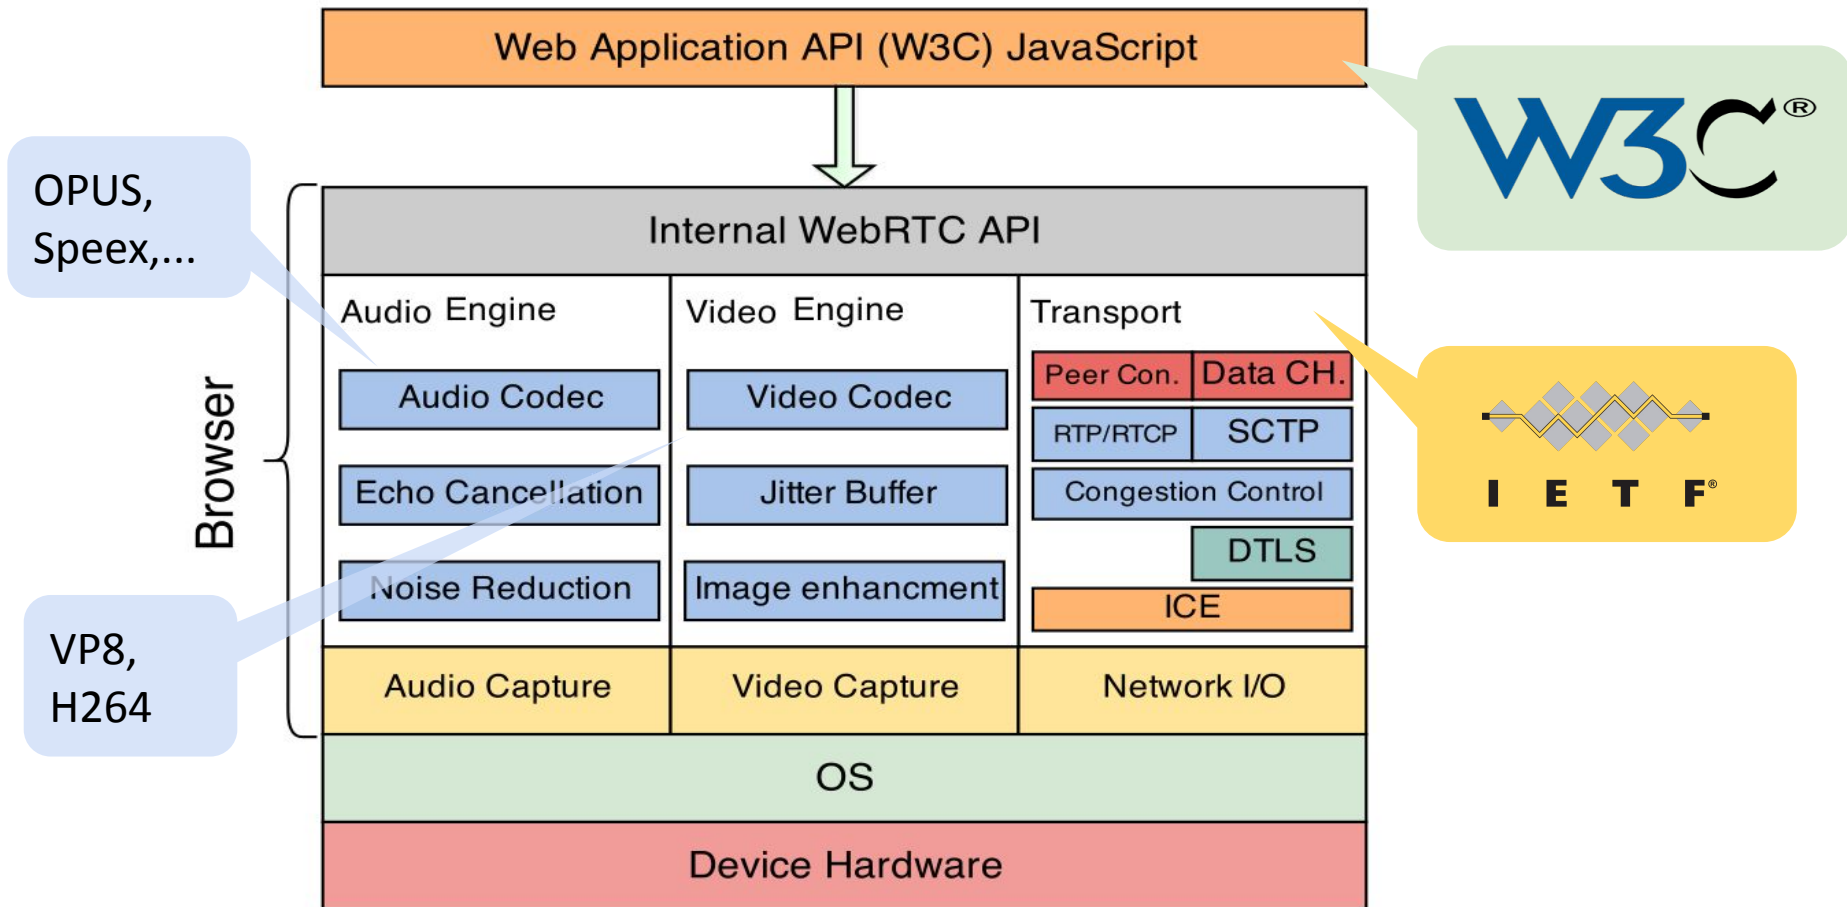 Web Application API (W3C) JavaScript
W3C®
OPUS,
Speex,...
Internal WebRTC API
Audio Engine
Video Engine
Transport
Audio Codec
Video Codec
Peer Con.
Data CH.
RTP/RTCP
SCTP
Echo Cancellation
Jitter Buffer
Congestion Control
DTLS
Noise Reduction
Image enhancment
ICE
I E T F®
Browser
VP8,
H264
Audio Capture
Video Capture
Network I/O
OS
Device Hardware